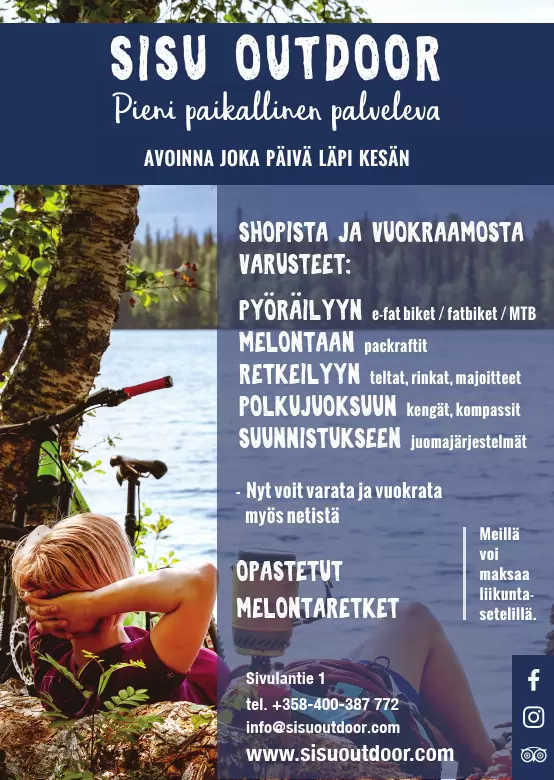 SISU OUTDOOR
Pieni paikallinen palveleva
AVOINNA JOKA PÄIVÄ LÄPI KESÄN
SHOPISTA JA VUOKRAAMOSTA
VARUSTEET:
PYÖRÄILYYN e-fat biket / fatbiket / MTB
MELONTAAN packraftit
RETKEILYYN teltat, rinkat, majoitteet
POLKUJUOKSUUN kengät, kompassit
SUUNNISTUKSEEN juomajärjestelmät
- Nyt voit varata ja vuokrata
myös netistä
OPASTETUT
MELONTARETKET
Meillä
voi
maksaa
liikunta-
setelillä.
Sivulantie 1
tel. +358-400-387 772
info@sisuoutdoor.com
www.sisuoutdoor.com